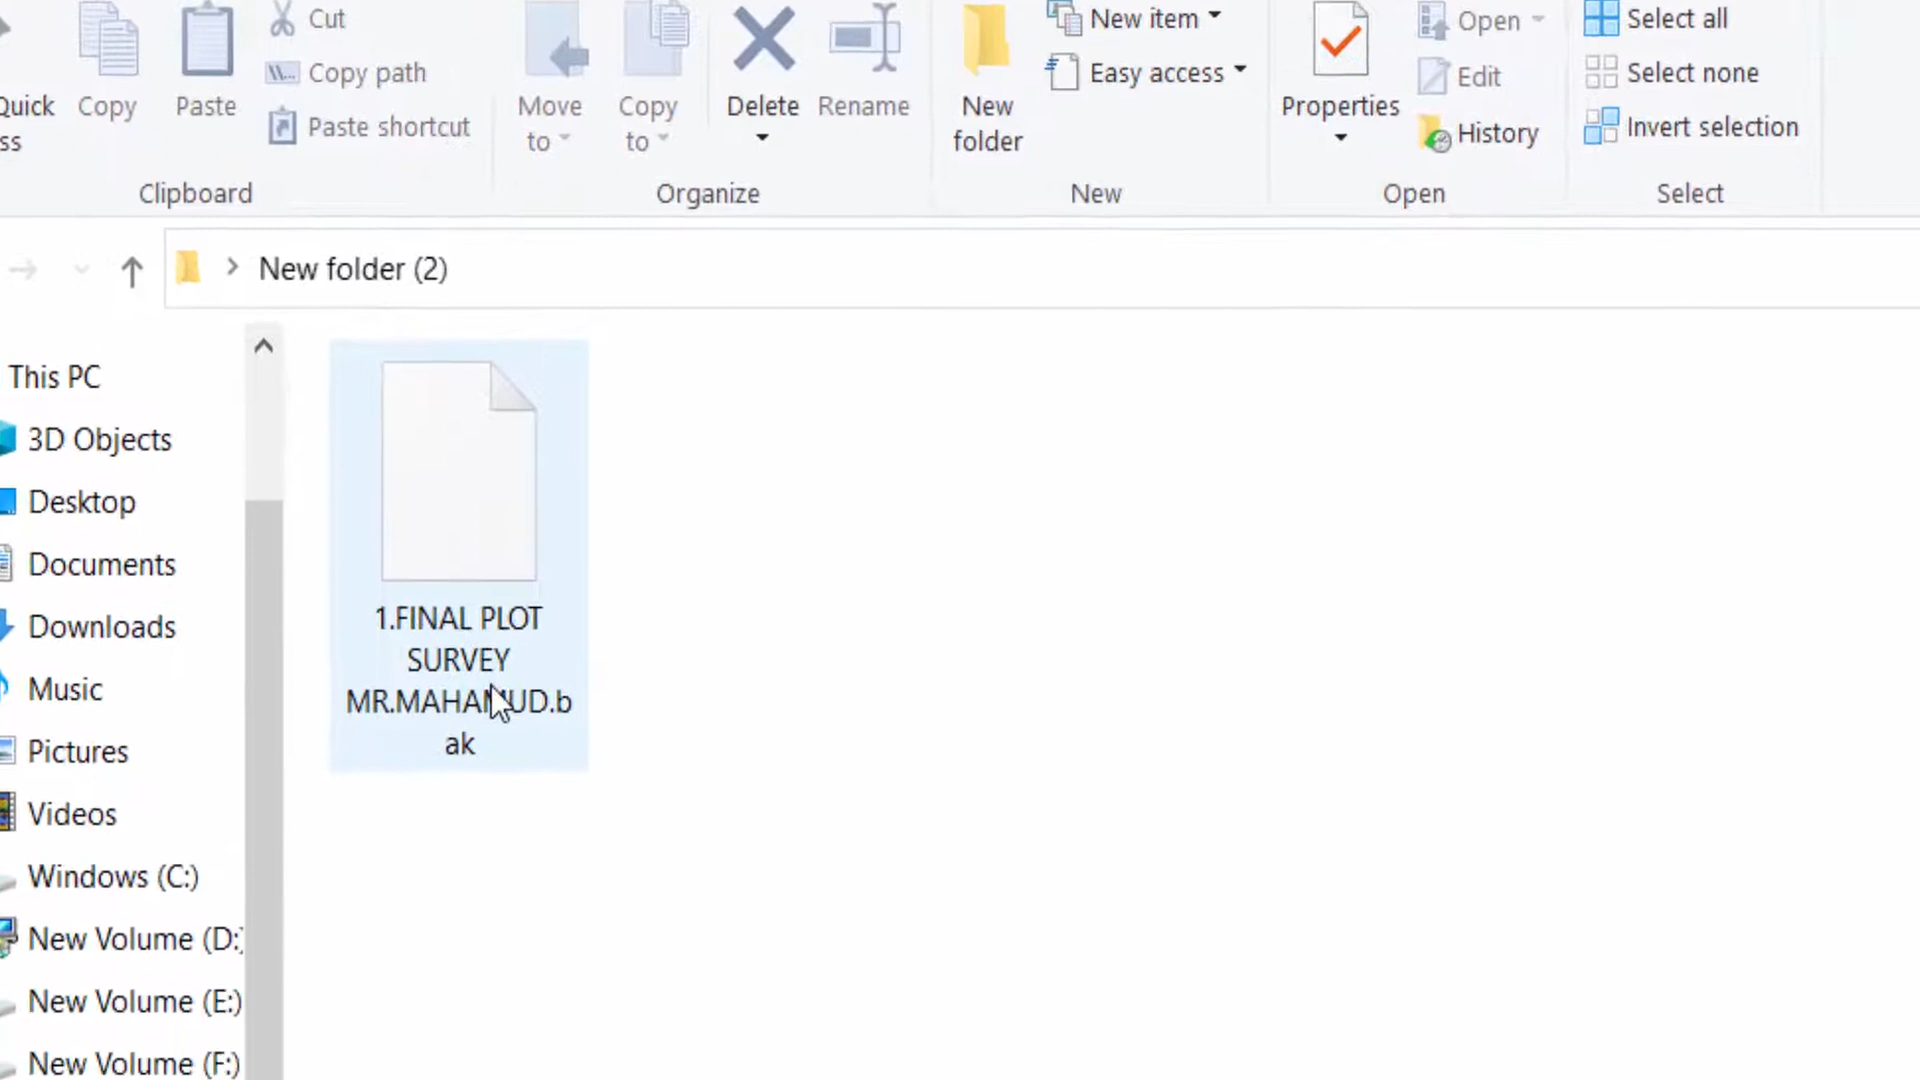 Cut
Copy path
Paste shortcut
Quick
ss
Copy
Paste
Clipboard
Move
to
Copy
to
Delete
Rename
Organize
New
folder
New item
Easy access
New
Properties
Open
Edit
History
Open
Select all
Select none
Invert selection
Select
New folder (2)
This PC
3D Objects
Desktop
Documents
Downloads
Music
Pictures
Videos
Windows (C:)
New Volume (D:)
New Volume (E:)
New Volume (F:)
1.FINAL PLOT
SURVEY
MR.MAHAMUD.b
ak